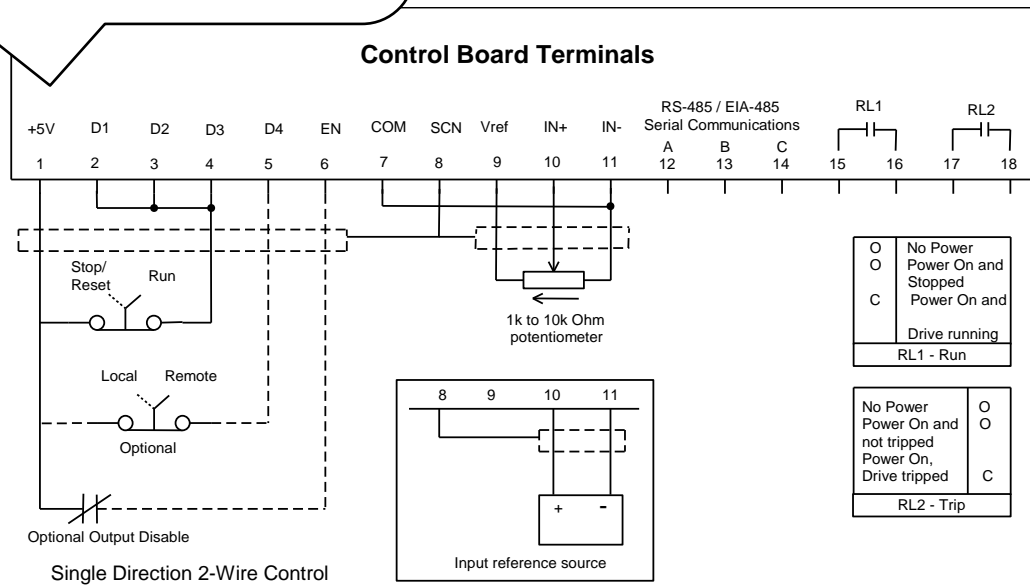 Control Board Terminals
RS-485 / EIA-485
Serial Communications
RL1
RL2
+5V D1 D2 D3 D4 EN COM SCN Vref IN+ IN- A B C
1 2 3 4 5 6 7 8 9 10 11 12 13 14 15 16 17 18
Stop/
Reset
Run
1k to 10k Ohm
potentiometer
Local Remote
Optional
Optional Output Disable
Single Direction 2-Wire Control
8 9 10 11
+ -
Input reference source
O No Power
O Power On and
Stopped
C Power On and
Drive running
RL1 - Run
No Power O
Power On and O
not tripped
Power On,
Drive tripped C
RL2 - Trip